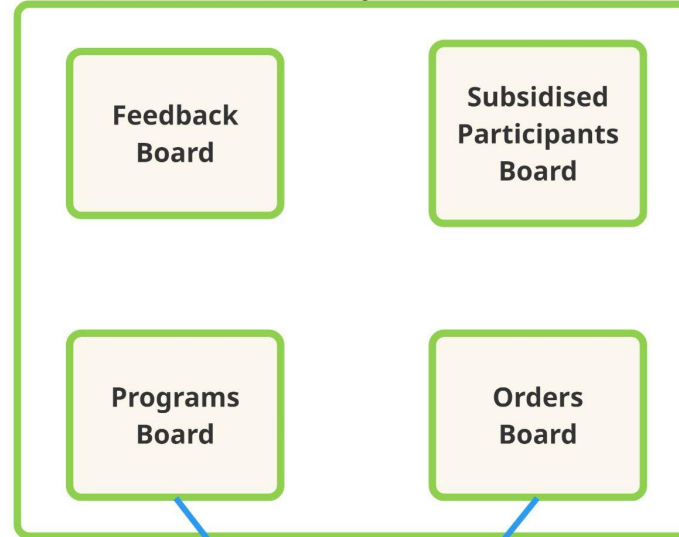 Feedback
Board
Subsidised
Participants
Board
Programs
Board
Orders
Board